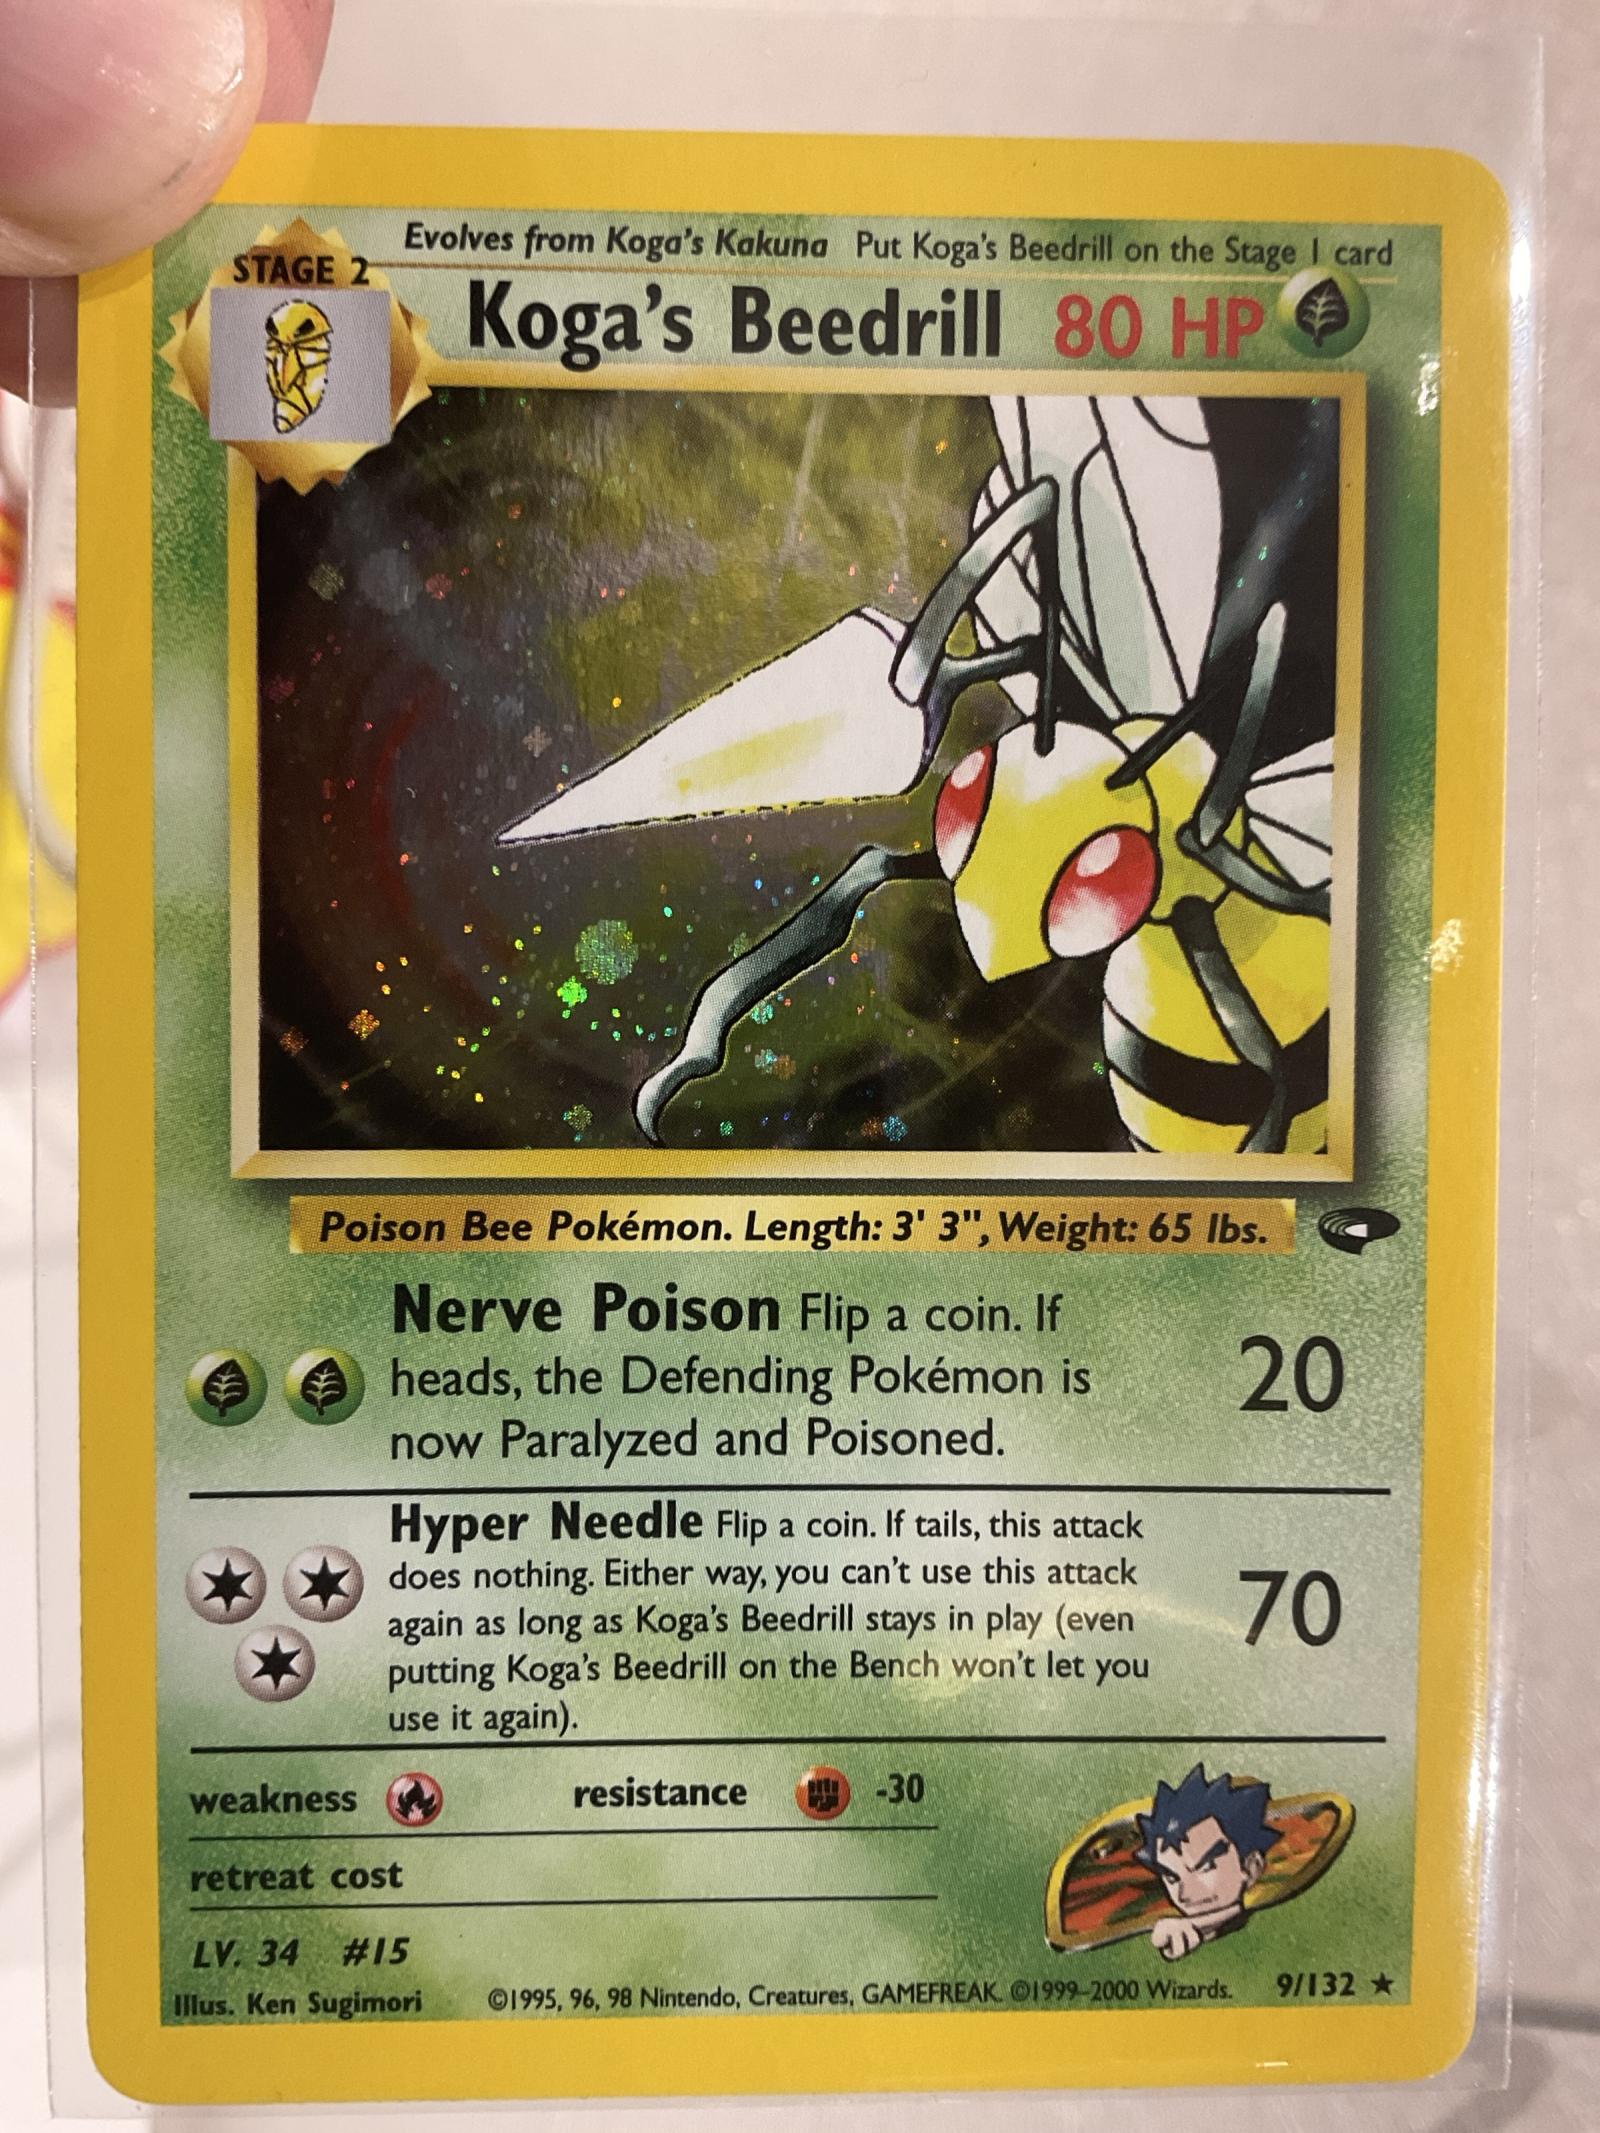 Evolves from Koga's Kakuna Put Koga's Beedrill on the Stage 1 card
STAGE 2
Koga's Beedrill 80 HP
Poison Bee Pokémon. Length: 3' 3", Weight: 65 lbs.
Nerve Poison Flip a coin. If
heads, the Defending Pokémon is
now Paralyzed and Poisoned.
20
Hyper Needle Flip a coin. If tails, this attack
does nothing. Either way, you can't use this attack
again as long as Koga's Beedrill stays in play (even
putting Koga's Beedrill on the Bench won't let you
use it again).
70
weakness resistance -30
retreat cost
LV. 34 #15
Illus. Ken Sugimori ©1995, 96, 98 Nintendo, Creatures, GAMEFREAK. ©1999-2000 Wizards. 9/132 ★